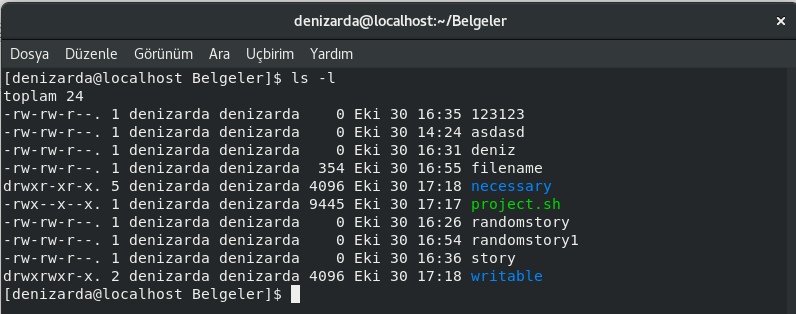 denizarda@localhost:~/Belgeler
Dosya Düzenle Görünüm Ara Uçbirim Yardım
[denizarda@localhost Belgeler]$ ls -l
toplam 24
-rw-rw-r--. 1 denizarda denizarda    0 Eki 30 16:35 123123
-rw-rw-r--. 1 denizarda denizarda    0 Eki 30 14:24 asdasd
-rw-rw-r--. 1 denizarda denizarda    0 Eki 30 16:31 deniz
-rw-rw-r--. 1 denizarda denizarda  354 Eki 30 16:55 filename
drwxr-xr-x. 5 denizarda denizarda 4096 Eki 30 17:18 necessary
-rwx--x--x. 1 denizarda denizarda 9445 Eki 30 17:17 project.sh
-rw-rw-r--. 1 denizarda denizarda    0 Eki 30 16:26 randomstory
-rw-rw-r--. 1 denizarda denizarda    0 Eki 30 16:54 randomstory1
-rw-rw-r--. 1 denizarda denizarda    0 Eki 30 16:36 story
drwxrwxr-x. 2 denizarda denizarda 4096 Eki 30 17:18 writable
[denizarda@localhost Belgeler]$